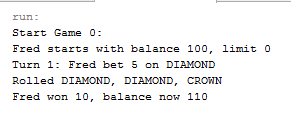 run:
Start Game 0:
Fred starts with balance 100, limit 0
Turn 1: Fred bet 5 on DIAMOND
Rolled DIAMOND, DIAMOND, CROWN
Fred won 10, balance now 110